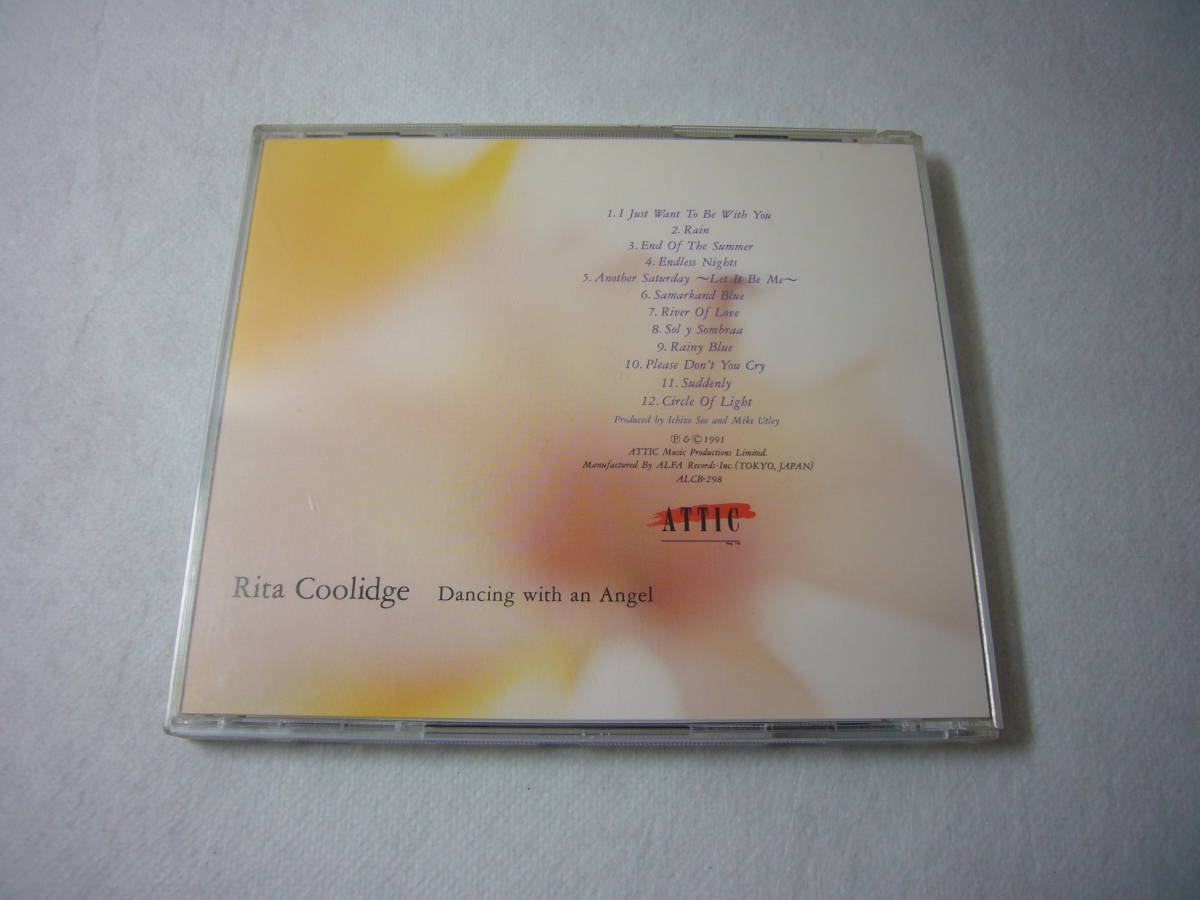 1. I Just Want To Be With You
2. Rain
3. End Of The Summer
4. Endless Nights
5. Another Saturday 〜Let It Be Me〜
6. Samarkand Blue
7. River Of Love
8. Sol y Sombraa
9. Rainy Blue
10. Please Don't You Cry
11. Suddenly
12. Circle Of Light
Produced by Ichizo Seo and Mike Utley
Ⓟ & © 1991
ATTIC Music Productions Limited.
Manufactured By ALFA Records-Inc. (TOKYO, JAPAN)
ALCB-298
ATTIC
Rita Coolidge Dancing with an Angel